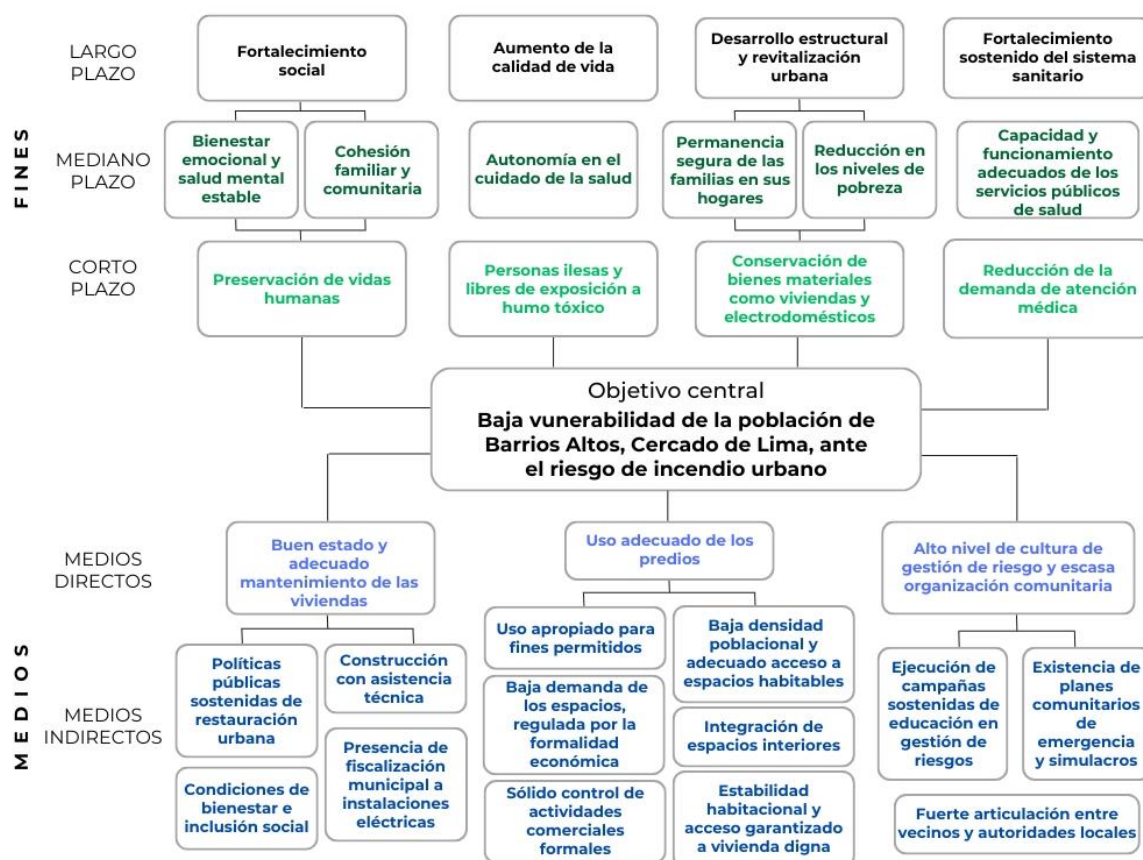 FINES
LARGO
PLAZO
Fortalecimiento
social
Aumento de la
calidad de vida
Desarrollo estructural
y revitalización
urbana
Fortalecimiento
sostenido del sistema
sanitario
MEDIANO
PLAZO
Bienestar
emocional y
salud mental
estable
Cohesión
familiar y
comunitaria
Autonomía en el
cuidado de la salud
Permanencia
segura de las
familias en sus
hogares
Reducción en
los niveles de
pobreza
Capacidad y
funcionamiento
adecuados de los
servicios públicos
de salud
CORTO
PLAZO
Preservación de vidas
humanas
Personas ilesas y
libres de exposición a
humo tóxico
Conservación de
bienes materiales
como viviendas y
electrodomésticos
Reducción de la
demanda de atención
médica
Objetivo central
Baja vunerabilidad de la población de
Barrios Altos, Cercado de Lima, ante
el riesgo de incendio urbano
MEDIOS
MEDIOS
DIRECTOS
Buen estado y
adecuado
mantenimiento de las
viviendas
Uso adecuado de los
predios
Alto nivel de cultura de
gestión de riesgo y escasa
organización comunitaria
MEDIOS
INDIRECTOS
Políticas
públicas
sostenidas de
restauración
urbana
Construcción
con asistencia
técnica
Condiciones de
bienestar e
inclusión social
Presencia de
fiscalización
municipal a
instalaciones
eléctricas
Uso apropiado para
fines permitidos
Baja demanda de
los espacios,
regulada por la
formalidad
económica
Sólido control de
actividades
comerciales
formales
Baja densidad
poblacional y
adecuado acceso a
espacios habitables
Integración de
espacios interiores
Estabilidad
habitacional y
acceso garantizado
a vivienda digna
Ejecución de
campañas
sostenidas de
educación en
gestión de
riesgos
Existencia de
planes
comunitarios
de
emergencia
y simulacros
Fuerte articulación entre
vecinos y autoridades locales